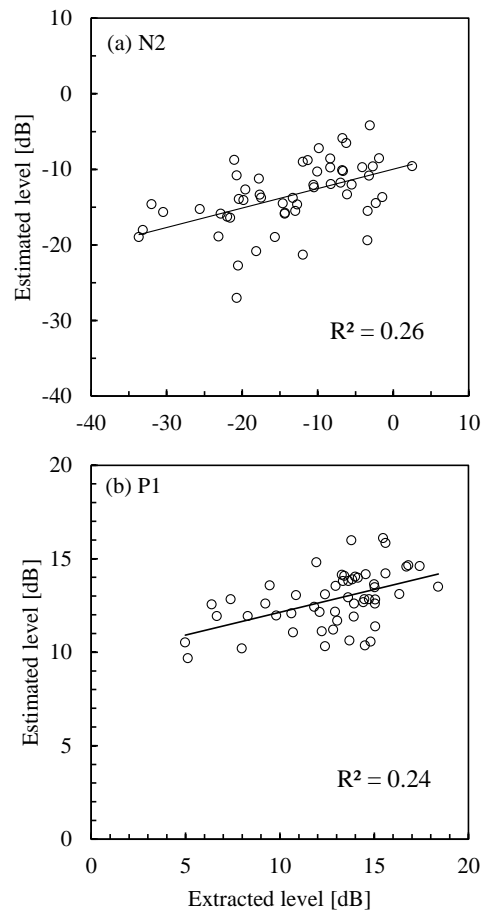 10
(a) N2
0
-10
-20
-30
R² = 0.26
-40
-40 -30 -20 -10 0 10
Estimated level [dB]
20
(b) P1
15
10
5
R² = 0.24
0
0 5 10 15 20
Estimated level [dB]
Extracted level [dB]